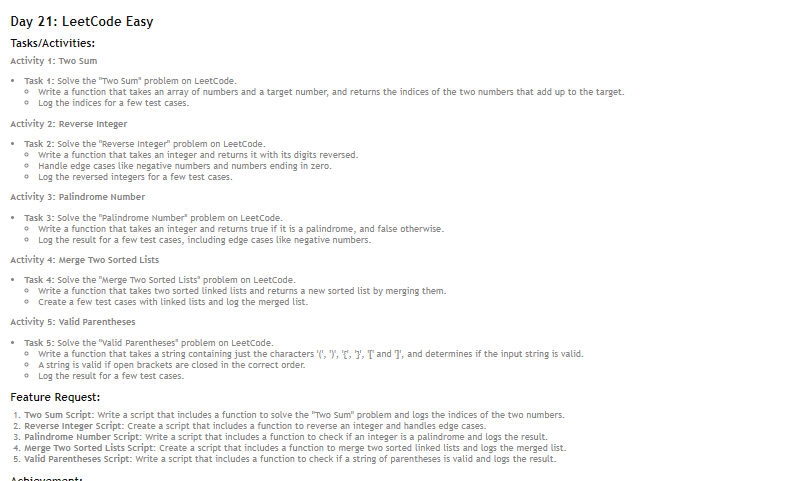 Day 21: LeetCode Easy
Tasks/Activities:
Activity 1: Two Sum
• Task 1: Solve the "Two Sum" problem on LeetCode.
○ Write a function that takes an array of numbers and a target number, and returns the indices of the two numbers that add up to the target.
○ Log the indices for a few test cases.
Activity 2: Reverse Integer
• Task 2: Solve the "Reverse Integer" problem on LeetCode.
○ Write a function that takes an integer and returns it with its digits reversed.
○ Handle edge cases like negative numbers and numbers ending in zero.
○ Log the reversed integers for a few test cases.
Activity 3: Palindrome Number
• Task 3: Solve the "Palindrome Number" problem on LeetCode.
○ Write a function that takes an integer and returns true if it is a palindrome, and false otherwise.
○ Log the result for a few test cases, including edge cases like negative numbers.
Activity 4: Merge Two Sorted Lists
• Task 4: Solve the "Merge Two Sorted Lists" problem on LeetCode.
○ Write a function that takes two sorted linked lists and returns a new sorted list by merging them.
○ Create a few test cases with linked lists and log the merged list.
Activity 5: Valid Parentheses
• Task 5: Solve the "Valid Parentheses" problem on LeetCode.
○ Write a function that takes a string containing just the characters '(', ')', '{', '}', '[' and ']', and determines if the input string is valid.
○ A string is valid if open brackets are closed in the correct order.
○ Log the result for a few test cases.
Feature Request:
1. Two Sum Script: Write a script that includes a function to solve the "Two Sum" problem and logs the indices of the two numbers.
2. Reverse Integer Script: Create a script that includes a function to reverse an integer and handles edge cases.
3. Palindrome Number Script: Write a script that includes a function to check if an integer is a palindrome and logs the result.
4. Merge Two Sorted Lists Script: Create a script that includes a function to merge two sorted linked lists and logs the merged list.
5. Valid Parentheses Script: Write a script that includes a function to check if a string of parentheses is valid and logs the result.
Achievement: